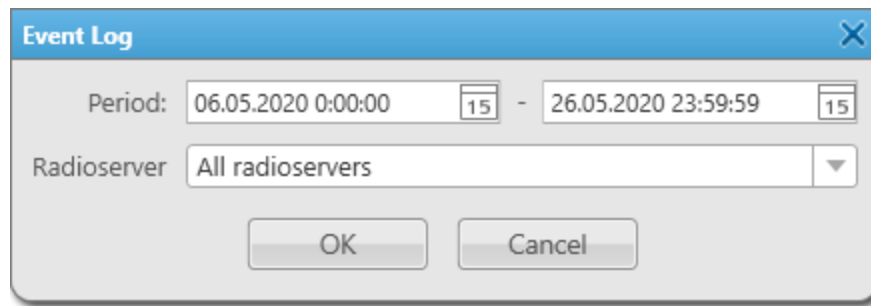 Event Log
Period: 06.05.2020 0:00:00 15 - 26.05.2020 23:59:59 15
Radioserver All radioservers
OK Cancel